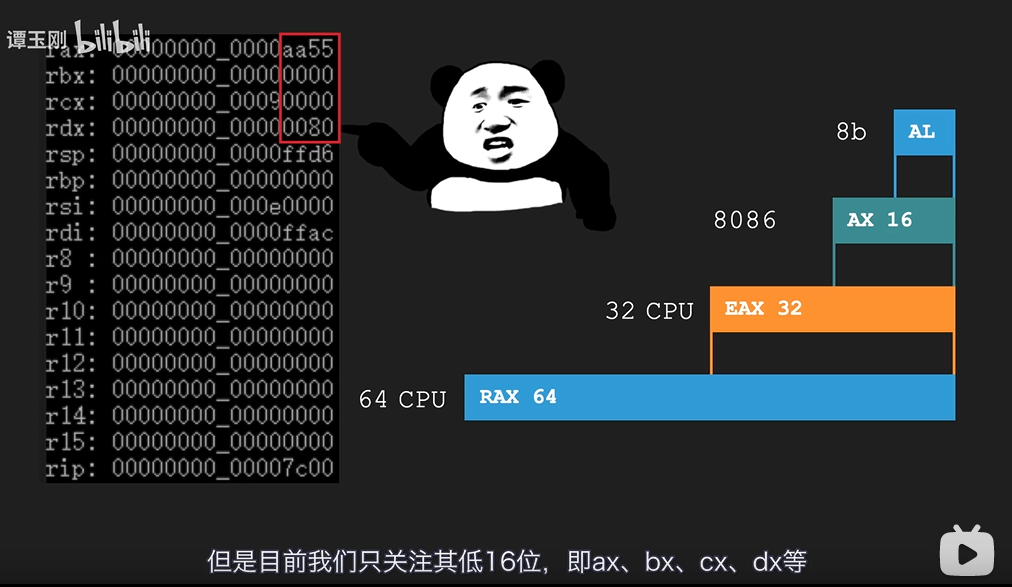 谭玉刚 bilibili
rax: 00000000_0000aa55
rbx: 00000000_00000000
rcx: 00000000_00090000
rdx: 00000000_00000080
rsp: 00000000_0000ffd6
rbp: 00000000_00000000
rsi: 00000000_000e0000
rdi: 00000000_0000ffac
r8 : 00000000_00000000
r9 : 00000000_00000000
r10: 00000000_00000000
r11: 00000000_00000000
r12: 00000000_00000000
r13: 00000000_00000000
r14: 00000000_00000000
r15: 00000000_00000000
rip: 00000000_00007c00
8b AL
8086 AX 16
32 CPU EAX 32
64 CPU RAX 64
但是目前我们只关注其低16位，即ax、bx、cx、dx等